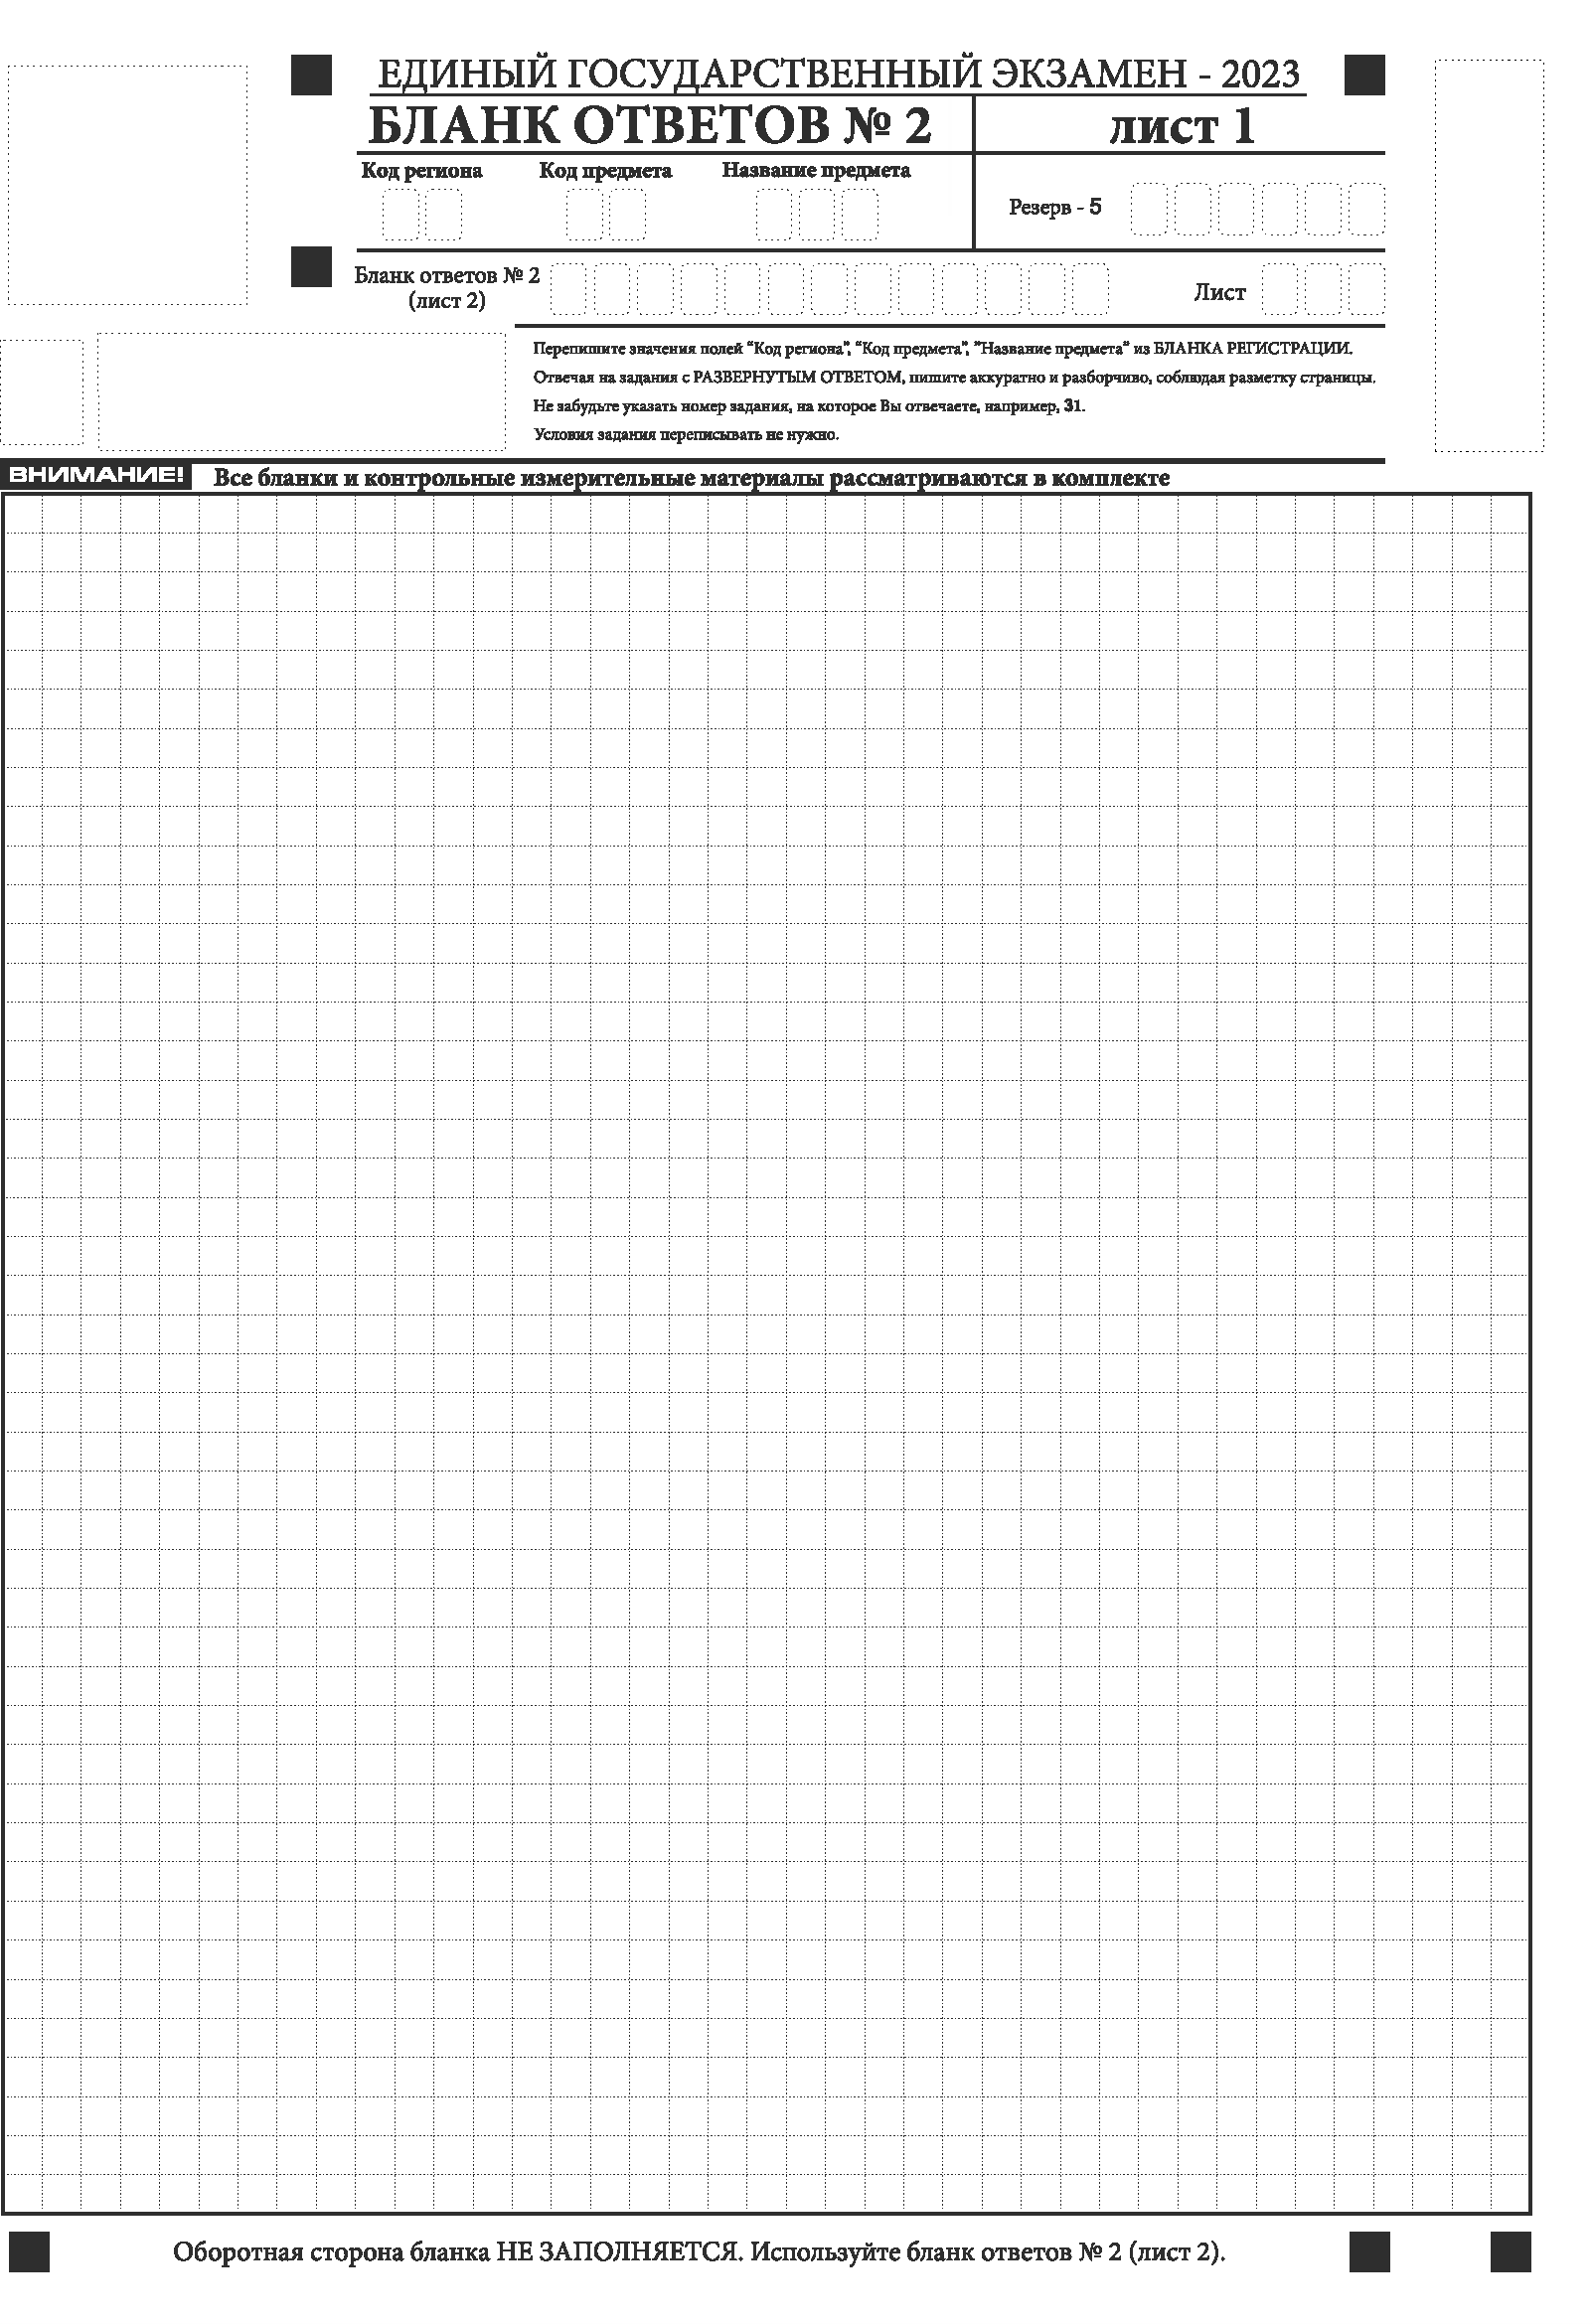 ЕДИНЫЙ ГОСУДАРСТВЕННЫЙ ЭКЗАМЕН - 2023
БЛАНК ОТВЕТОВ № 2
лист 1
Код региона Код предмета Название предмета
Резерв - 5
Бланк ответов № 2
(лист 2)
Лист
Перепишите значения полей “Код региона”, “Код предмета”, ”Название предмета” из БЛАНКА РЕГИСТРАЦИИ.
Отвечая на задания с РАЗВЕРНУТЫМ ОТВЕТОМ, пишите аккуратно и разборчиво, соблюдая разметку страницы.
Не забудьте указать номер задания, на которое Вы отвечаете, например, 31.
Условия задания переписывать не нужно.
ВНИМАНИЕ! Все бланки и контрольные измерительные материалы рассматриваются в комплекте
Оборотная сторона бланка НЕ ЗАПОЛНЯЕТСЯ. Используйте бланк ответов № 2 (лист 2).